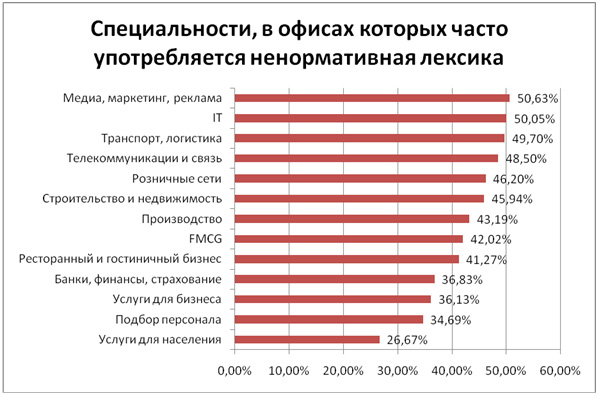 Специальности, в офисах которых часто
употребляется ненормативная лексика
Медиа, маркетинг, реклама 50,63%
IT 50,05%
Транспорт, логистика 49,70%
Телекоммуникации и связь 48,50%
Розничные сети 46,20%
Строительство и недвижимость 45,94%
Производство 43,19%
FMCG 42,02%
Ресторанный и гостиничный бизнес 41,27%
Банки, финансы, страхование 36,83%
Услуги для бизнеса 36,13%
Подбор персонала 34,69%
Услуги для населения 26,67%
0,00% 10,00% 20,00% 30,00% 40,00% 50,00% 60,00%